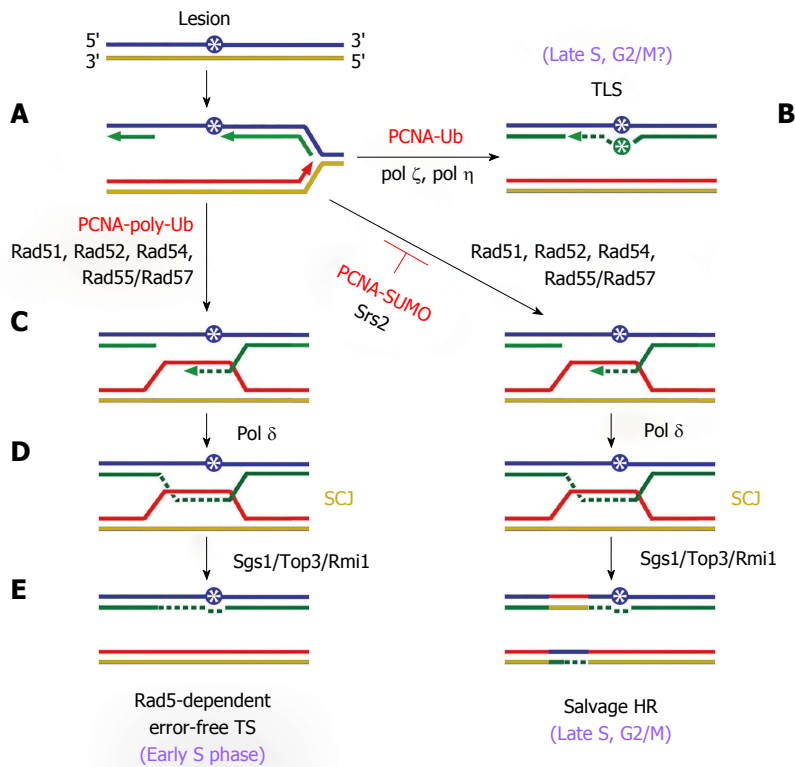 Lesion
5' 3'
3' 5'
(Late S, G2/M?)
TLS
A
B
PCNA-Ub
pol ζ, pol η
PCNA-poly-Ub
Rad51, Rad52, Rad54,
Rad55/Rad57
PCNA-SUMO
Srs2
Rad51, Rad52, Rad54,
Rad55/Rad57
C
Pol δ
Pol δ
D
SCJ
SCJ
Sgs1/Top3/Rmi1
Sgs1/Top3/Rmi1
E
Rad5-dependent
error-free TS
(Early S phase)
Salvage HR
(Late S, G2/M)